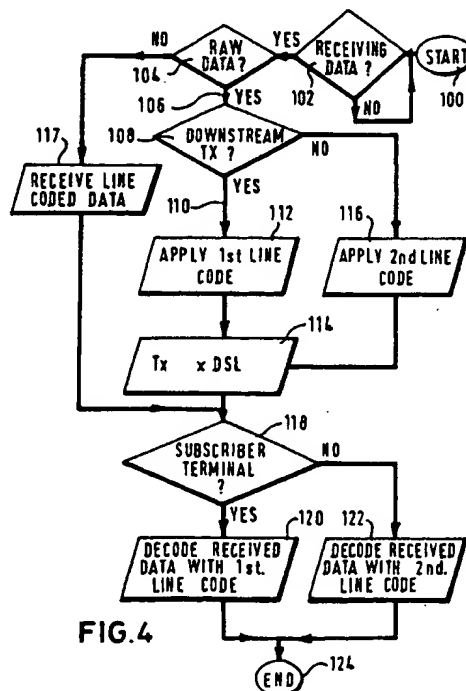 NO
RAW
DATA?
104
YES
RECEIVING
DATA ?
102
START
100
NO
106
YES
117
108
DOWNSTREAM
TX ?
NO
RECEIVE LINE
CODED DATA
110
YES
112
116
APPLY 1st LINE
CODE
APPLY 2nd LINE
CODE
114
Tx x DSL
118
SUBSCRIBER
TERMINAL
?
NO
YES
120
122
DECODE RECEIVED
DATA WITH 1st.
LINE CODE
DECODE RECEIVED
DATA WITH 2nd.
LINE CODE
FIG.4
END
124